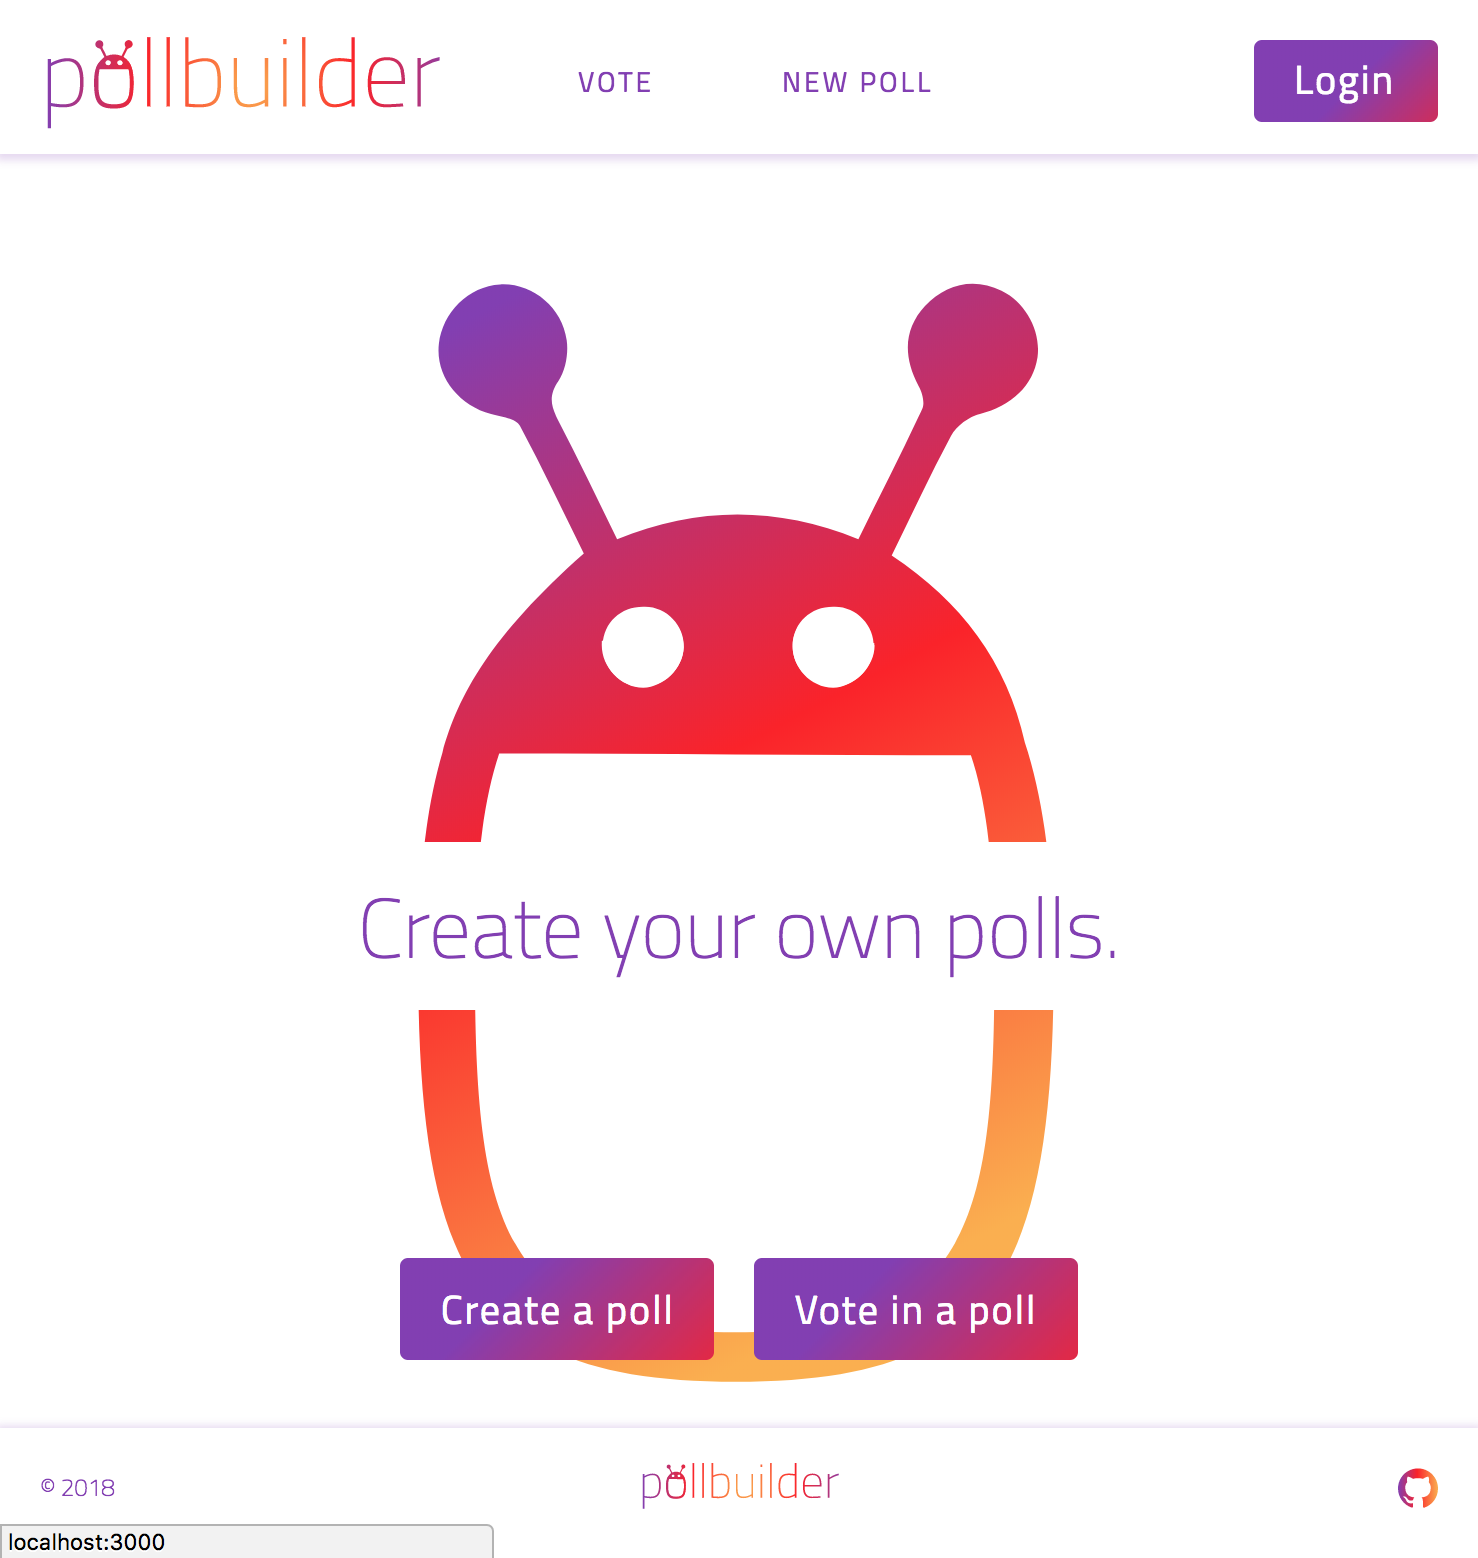 pollbuilder
VOTE
NEW POLL
Login
Create your own polls.
Create a poll
Vote in a poll
© 2018
pollbuilder
localhost:3000